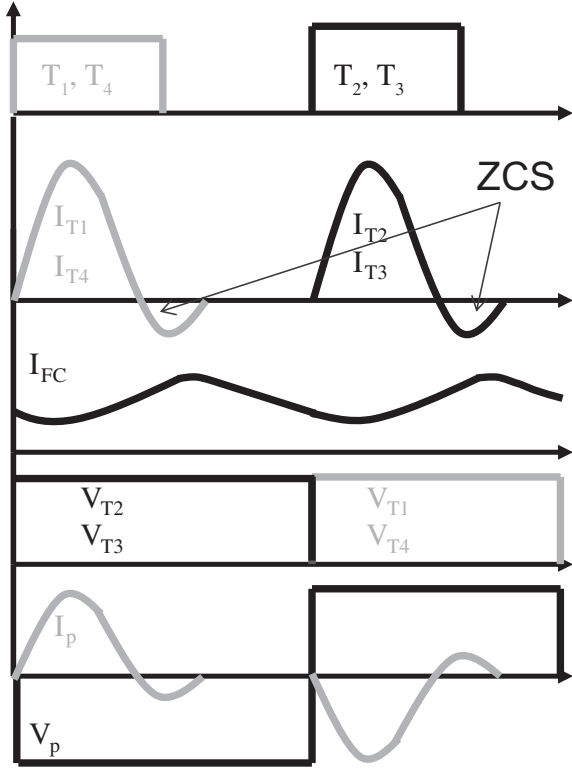 T1, T4
T2, T3
ZCS
IT1
IT4
IT2
IT3
IFC
VT2
VT3
VT1
VT4
Ip
Vp